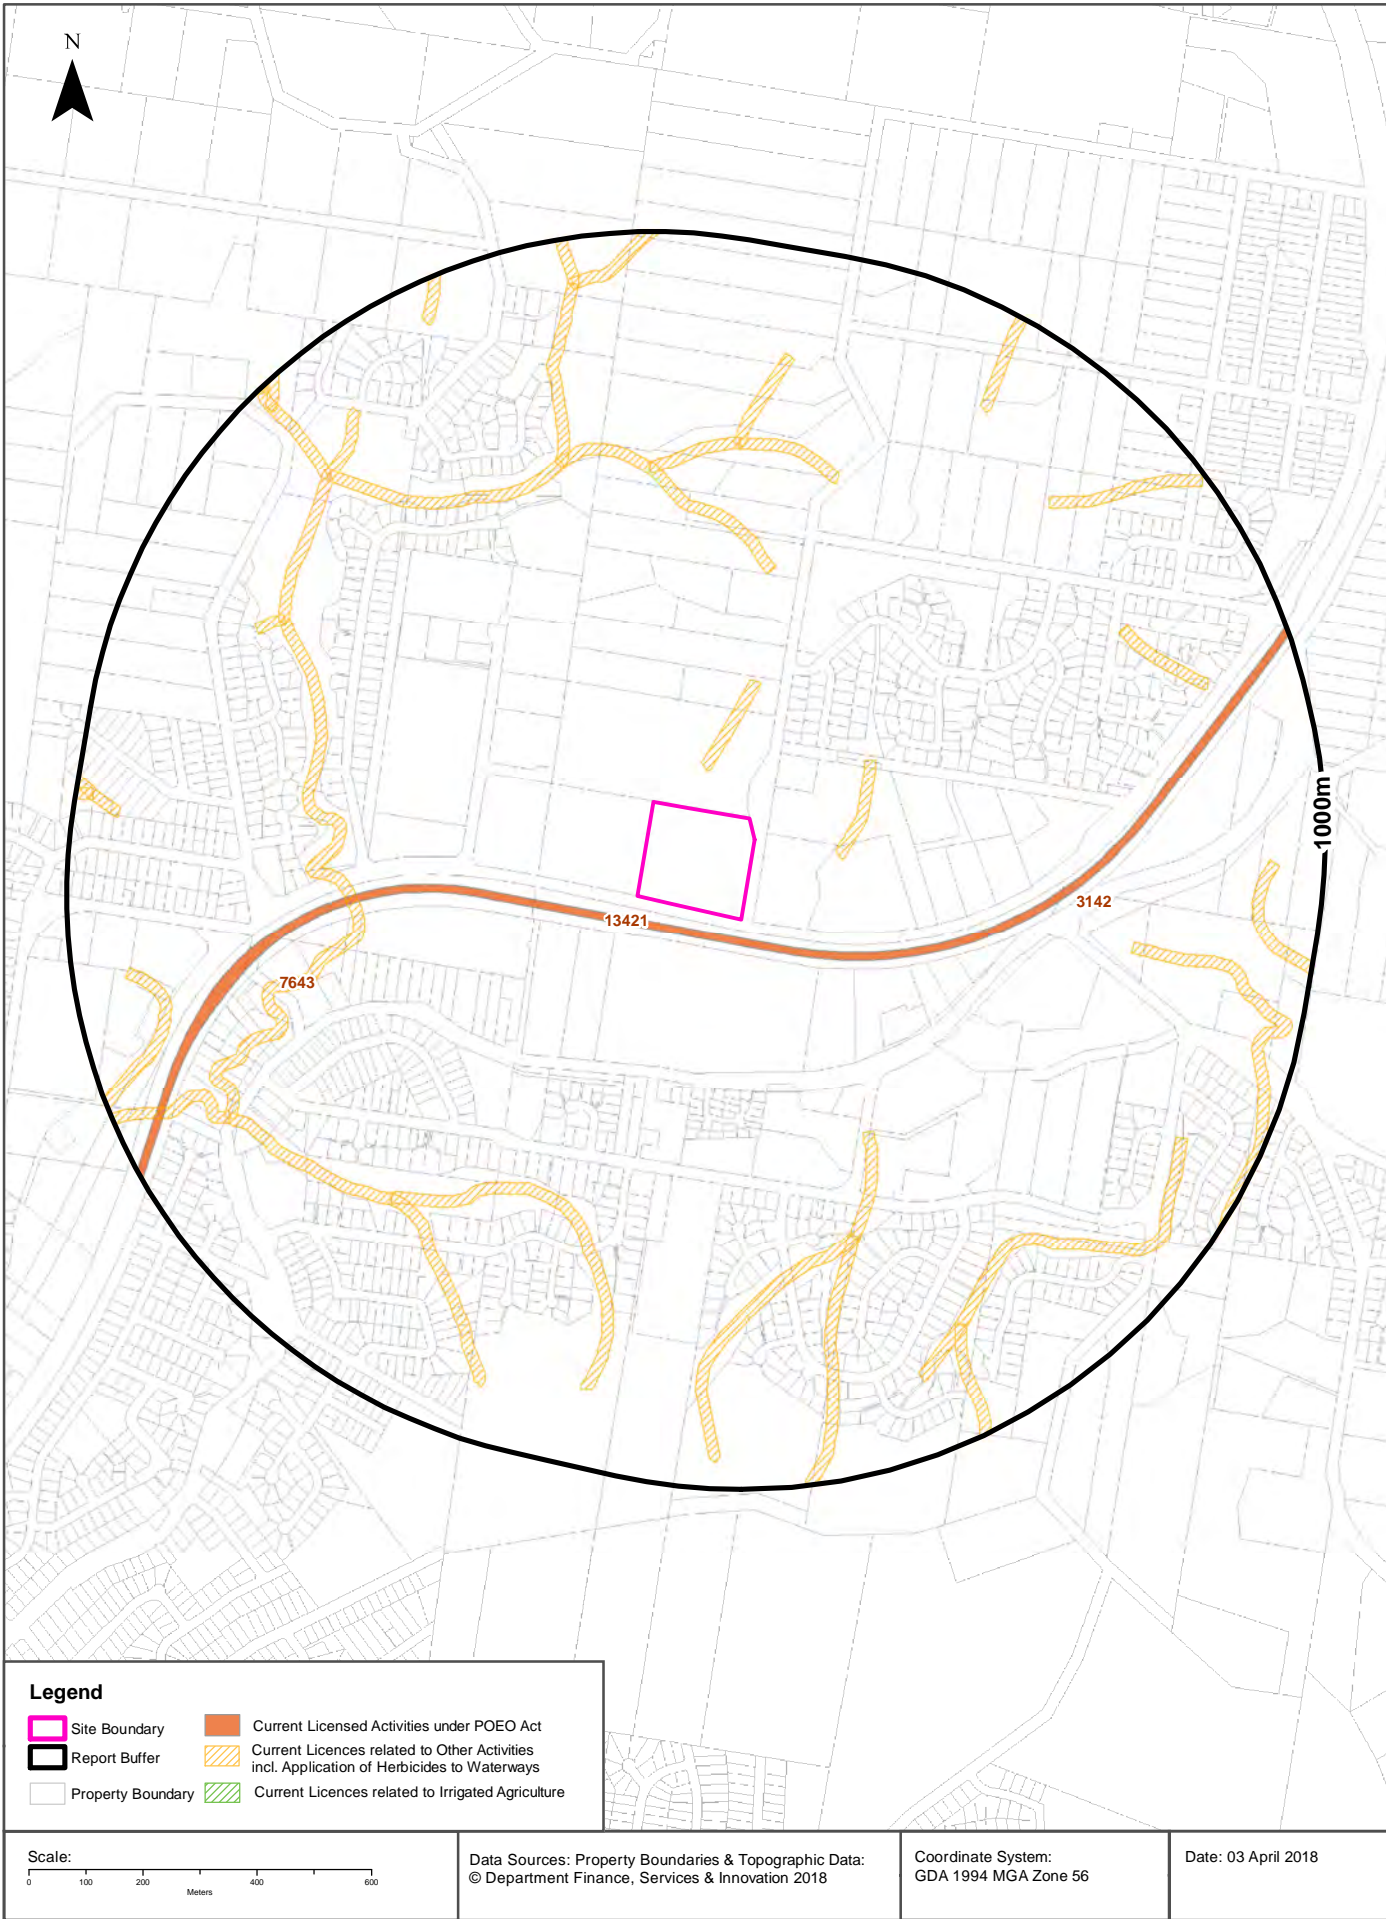 N
1000m
3142
13421
7643
Legend
Site Boundary
Report Buffer
Property Boundary
Current Licensed Activities under POEO Act
Current Licences related to Other Activities
incl. Application of Herbicides to Waterways
Current Licences related to Irrigated Agriculture
Scale:
0 100 200 400 600
Meters
Data Sources: Property Boundaries & Topographic Data:
© Department Finance, Services & Innovation 2018
Coordinate System:
GDA 1994 MGA Zone 56
Date: 03 April 2018